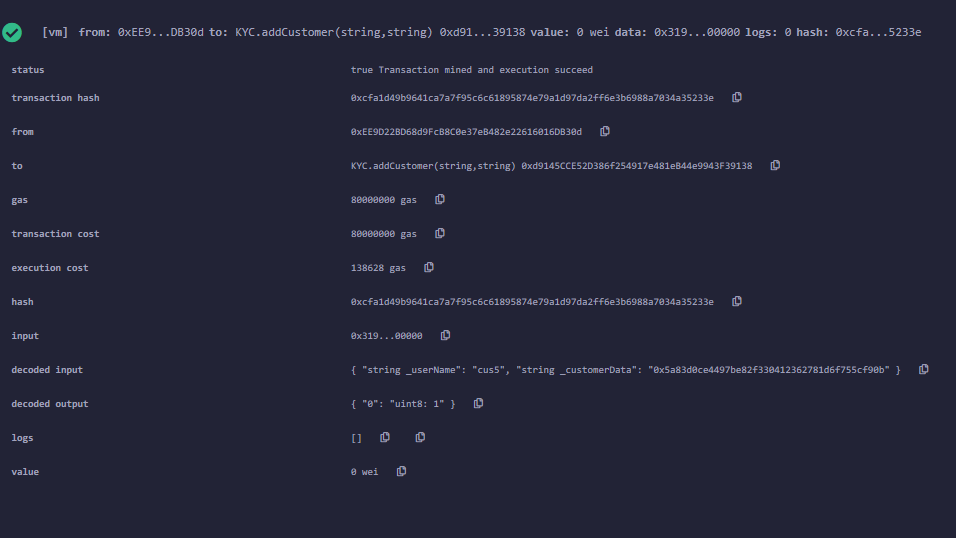 [vm] from: 0xEE9...DB30d to: KYC.addCustomer(string,string) 0xd91...39138 value: 0 wei data: 0x319...00000 logs: 0 hash: 0xcfa...5233e
status true Transaction mined and execution succeed
transaction hash 0xcfa1d49b9641ca7a7f95c6c61895874e79a1d97da2ff6e3b6988a7034a35233e
from 0xEE9D22BD68d9FcB8C0e37eB482e22616016DB30d
to KYC.addCustomer(string,string) 0xd9145CCE52D386f254917e481eB44e9943F39138
gas 80000000 gas
transaction cost 80000000 gas
execution cost 138628 gas
hash 0xcfa1d49b9641ca7a7f95c6c61895874e79a1d97da2ff6e3b6988a7034a35233e
input 0x319...00000
decoded input { "string _userName": "cus5", "string _customerData": "0x5a83d0ce4497be82f330412362781d6f755cf90b" }
decoded output { "0": "uint8: 1" }
logs []
value 0 wei